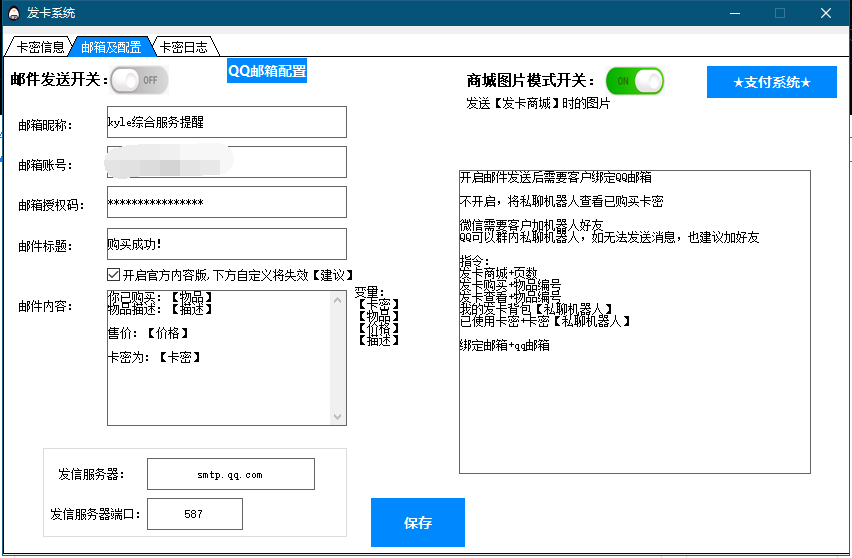 发卡系统
卡密信息
邮箱及配置
卡密日志
邮件发送开关：
OFF
QQ邮箱配置
商城图片模式开关：
ON
★支付系统★
发送【发卡商城】时的图片
邮箱昵称：
kyle综合服务提醒
邮箱账号：
邮箱授权码：
****************
邮件标题：
购买成功!
开启官方内容版,下方自定义将失效【建议】
邮件内容：
你已购买：【物品】
物品描述：【描述】
售价：【价格】
卡密为：【卡密】
变量：
【卡密】
【物品】
【价格】
【描述】
开启邮件发送后需要客户绑定QQ邮箱
不开启，将私聊机器人查看已购买卡密
微信需要客户加机器人好友
QQ可以群内私聊机器人，如无法发送消息，也建议加好友
指令：
发卡商城+页数
发卡购买+物品编号
发卡查看+物品编号
我的发卡背包【私聊机器人】
已使用卡密+卡密【私聊机器人】
绑定邮箱+qq邮箱
发信服务器：
smtp.qq.com
发信服务器端口：
587
保存